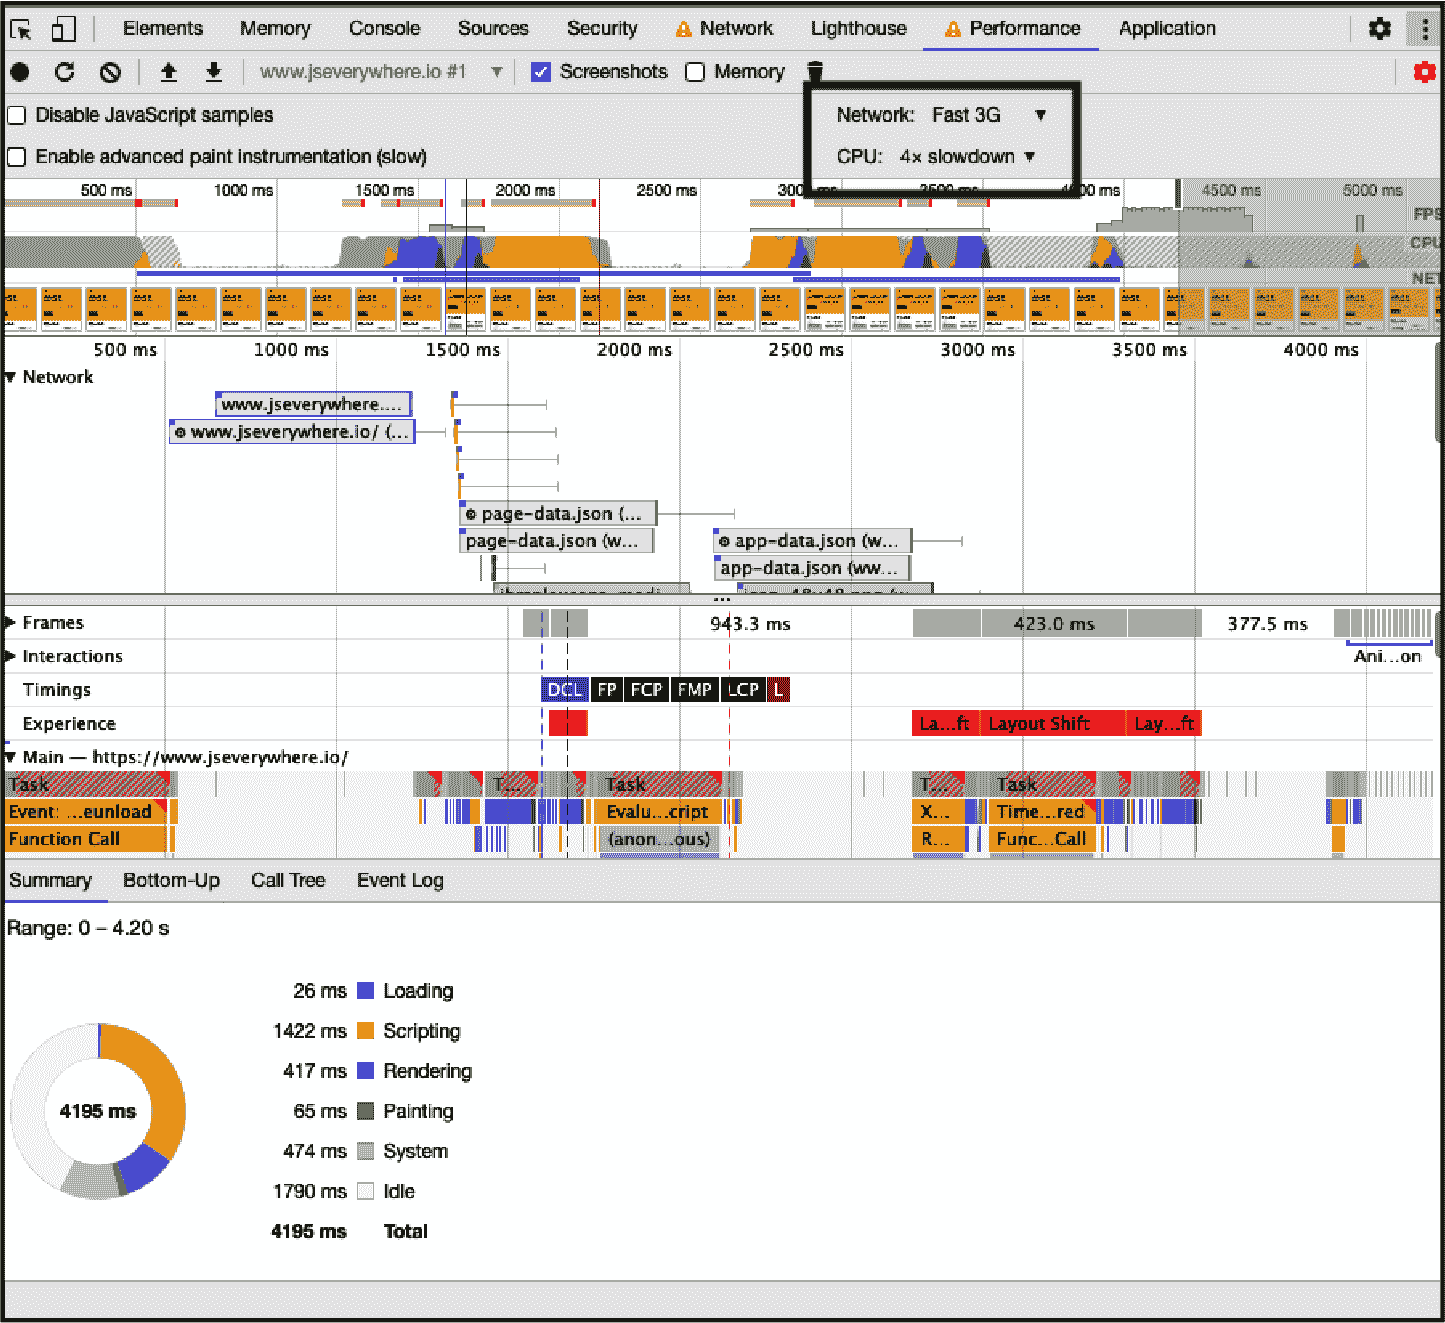 Elements Memory Console Sources Security Network Lighthouse Performance Application
www.jseverywhere.io #1 Screenshots Memory
Disable JavaScript samples
Network: Fast 3G
Enable advanced paint instrumentation (slow)
CPU: 4× slowdown
500 ms 1000 ms 1500 ms 2000 ms 2500 ms 4500 ms 5000 ms
FPS
CPU
NET
500 ms 1000 ms 1500 ms 2000 ms 2500 ms 3000 ms 3500 ms 4000 ms
Network
www.jseverywhere....
www.jseverywhere.io/ (...
page-data.json (...
page-data.json (w... app-data.json (w...
app-data.json (ww...
Frames 943.3 ms 423.0 ms 377.5 ms
Interactions Ani...on
Timings DCL FP FCP FMP LCP L
Experience La...ft Layout Shift Lay...ft
Main — https://www.jseverywhere.io/
Task T... Task T... Task
Event: ...eunload Evalu...cript X... Time...red
Function Call (anon...ous) R... Func...Call
Summary Bottom-Up Call Tree Event Log
Range: 0 – 4.20 s
26 ms Loading
1422 ms Scripting
417 ms Rendering
65 ms Painting
4195 ms
474 ms System
1790 ms Idle
4195 ms Total